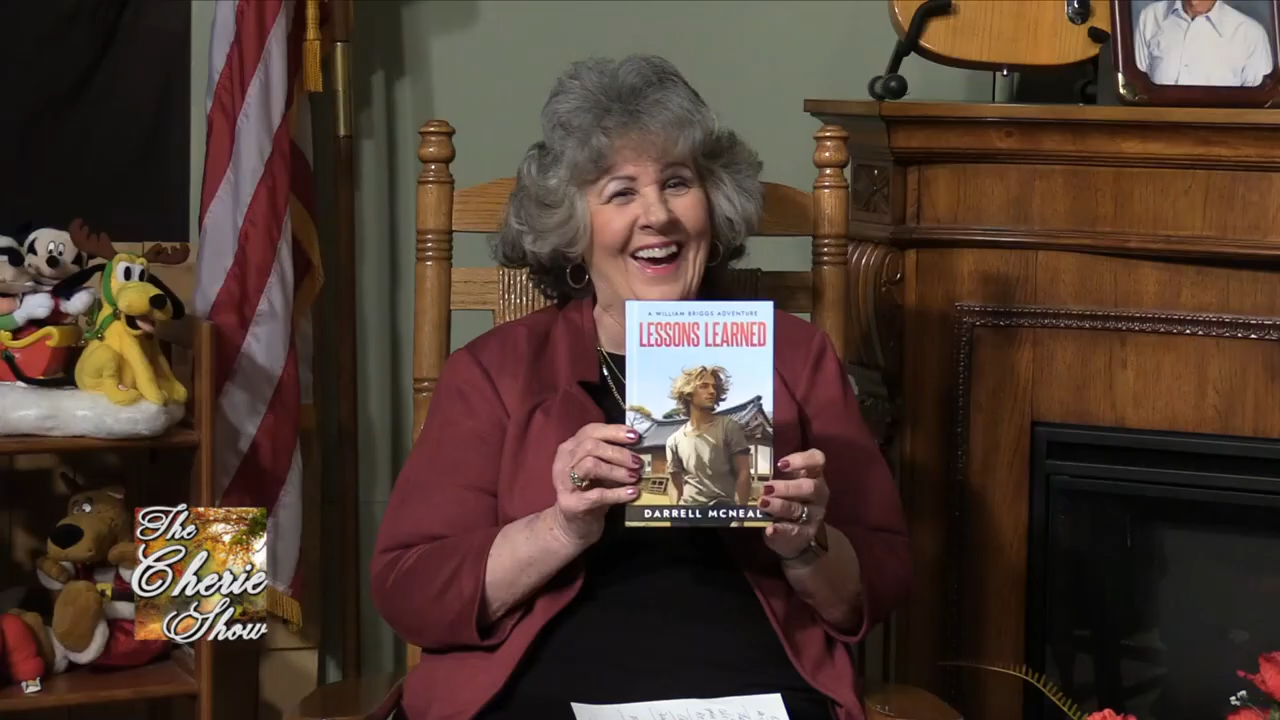 A WILLIAM BRIGGS ADVENTURE
LESSONS LEARNED
DARRELL MCNEAL
The
Cherie
Show